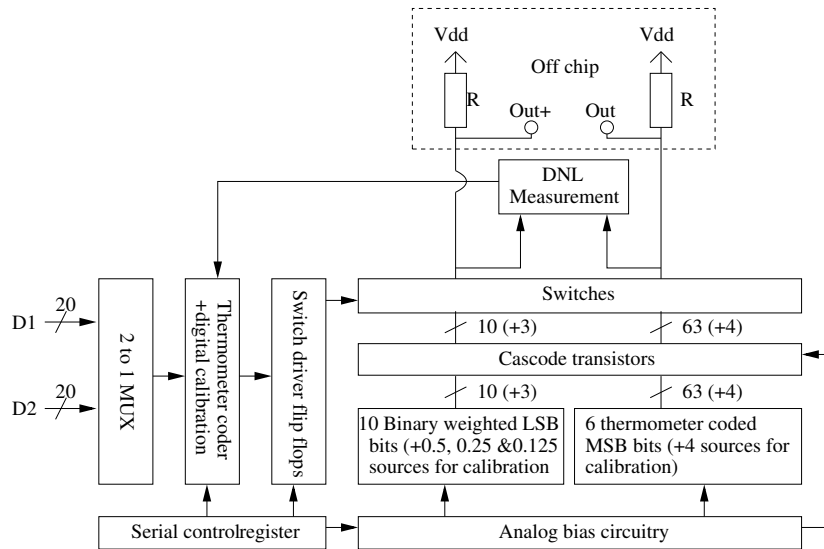 Vdd
Vdd
Off chip
R
R
Out+
Out
DNL
Measurement
Switches
10 (+3)
63 (+4)
Cascode transistors
10 (+3)
63 (+4)
D1
20
D2
20
2 to 1 MUX
Thermometer coder
+digital calibration
Switch driver flip flops
10 Binary weighted LSB
bits (+0.5, 0.25 &0.125
sources for calibration
6 thermometer coded
MSB bits (+4 sources for
calibration)
Serial controlregister
Analog bias circuitry